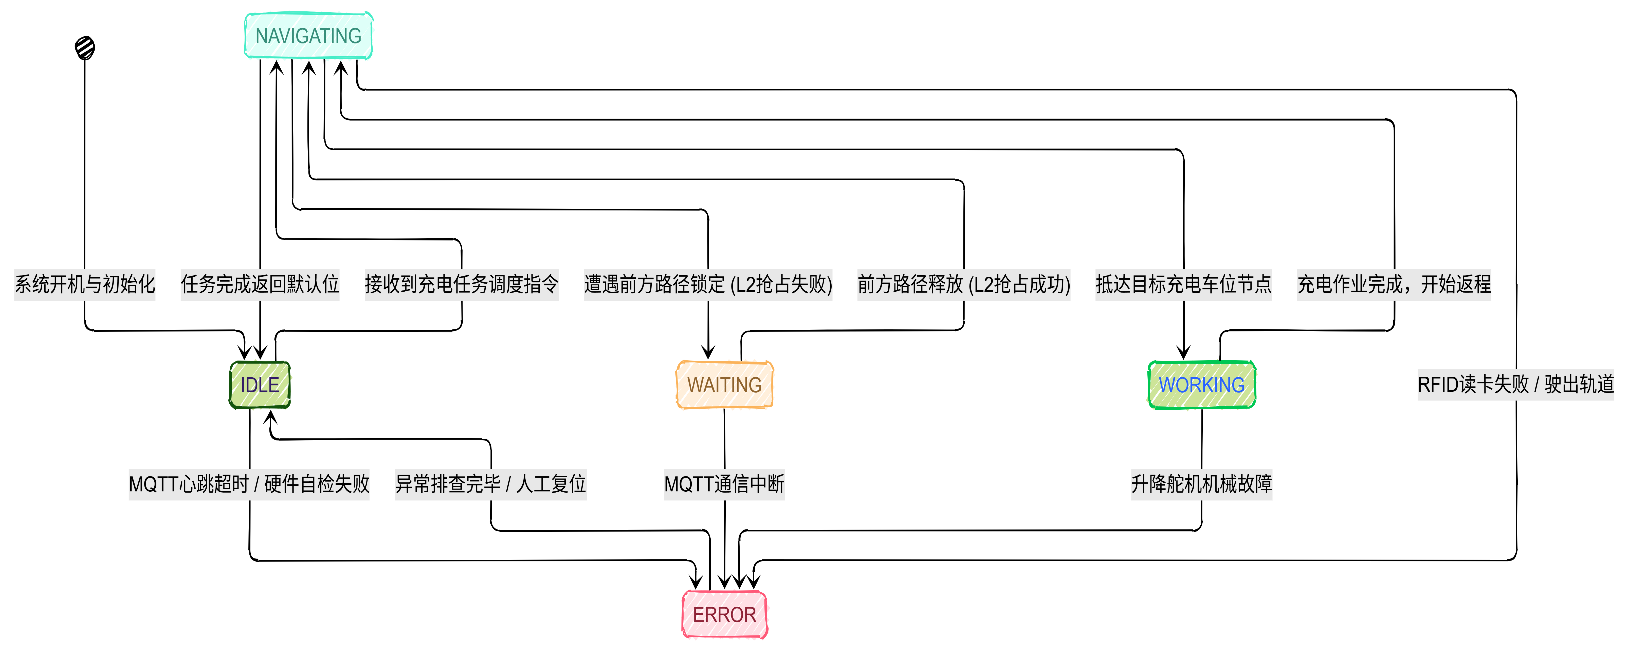 NAVIGATING
系统开机与初始化
任务完成返回默认位
接收到充电任务调度指令
遭遇前方路径锁定 (L2抢占失败)
前方路径释放 (L2抢占成功)
抵达目标充电车位节点
充电作业完成，开始返程
IDLE
WAITING
WORKING
RFID读卡失败 / 驶出轨道
MQTT心跳超时 / 硬件自检失败
异常排查完毕 / 人工复位
MQTT通信中断
升降舵机机械故障
ERROR